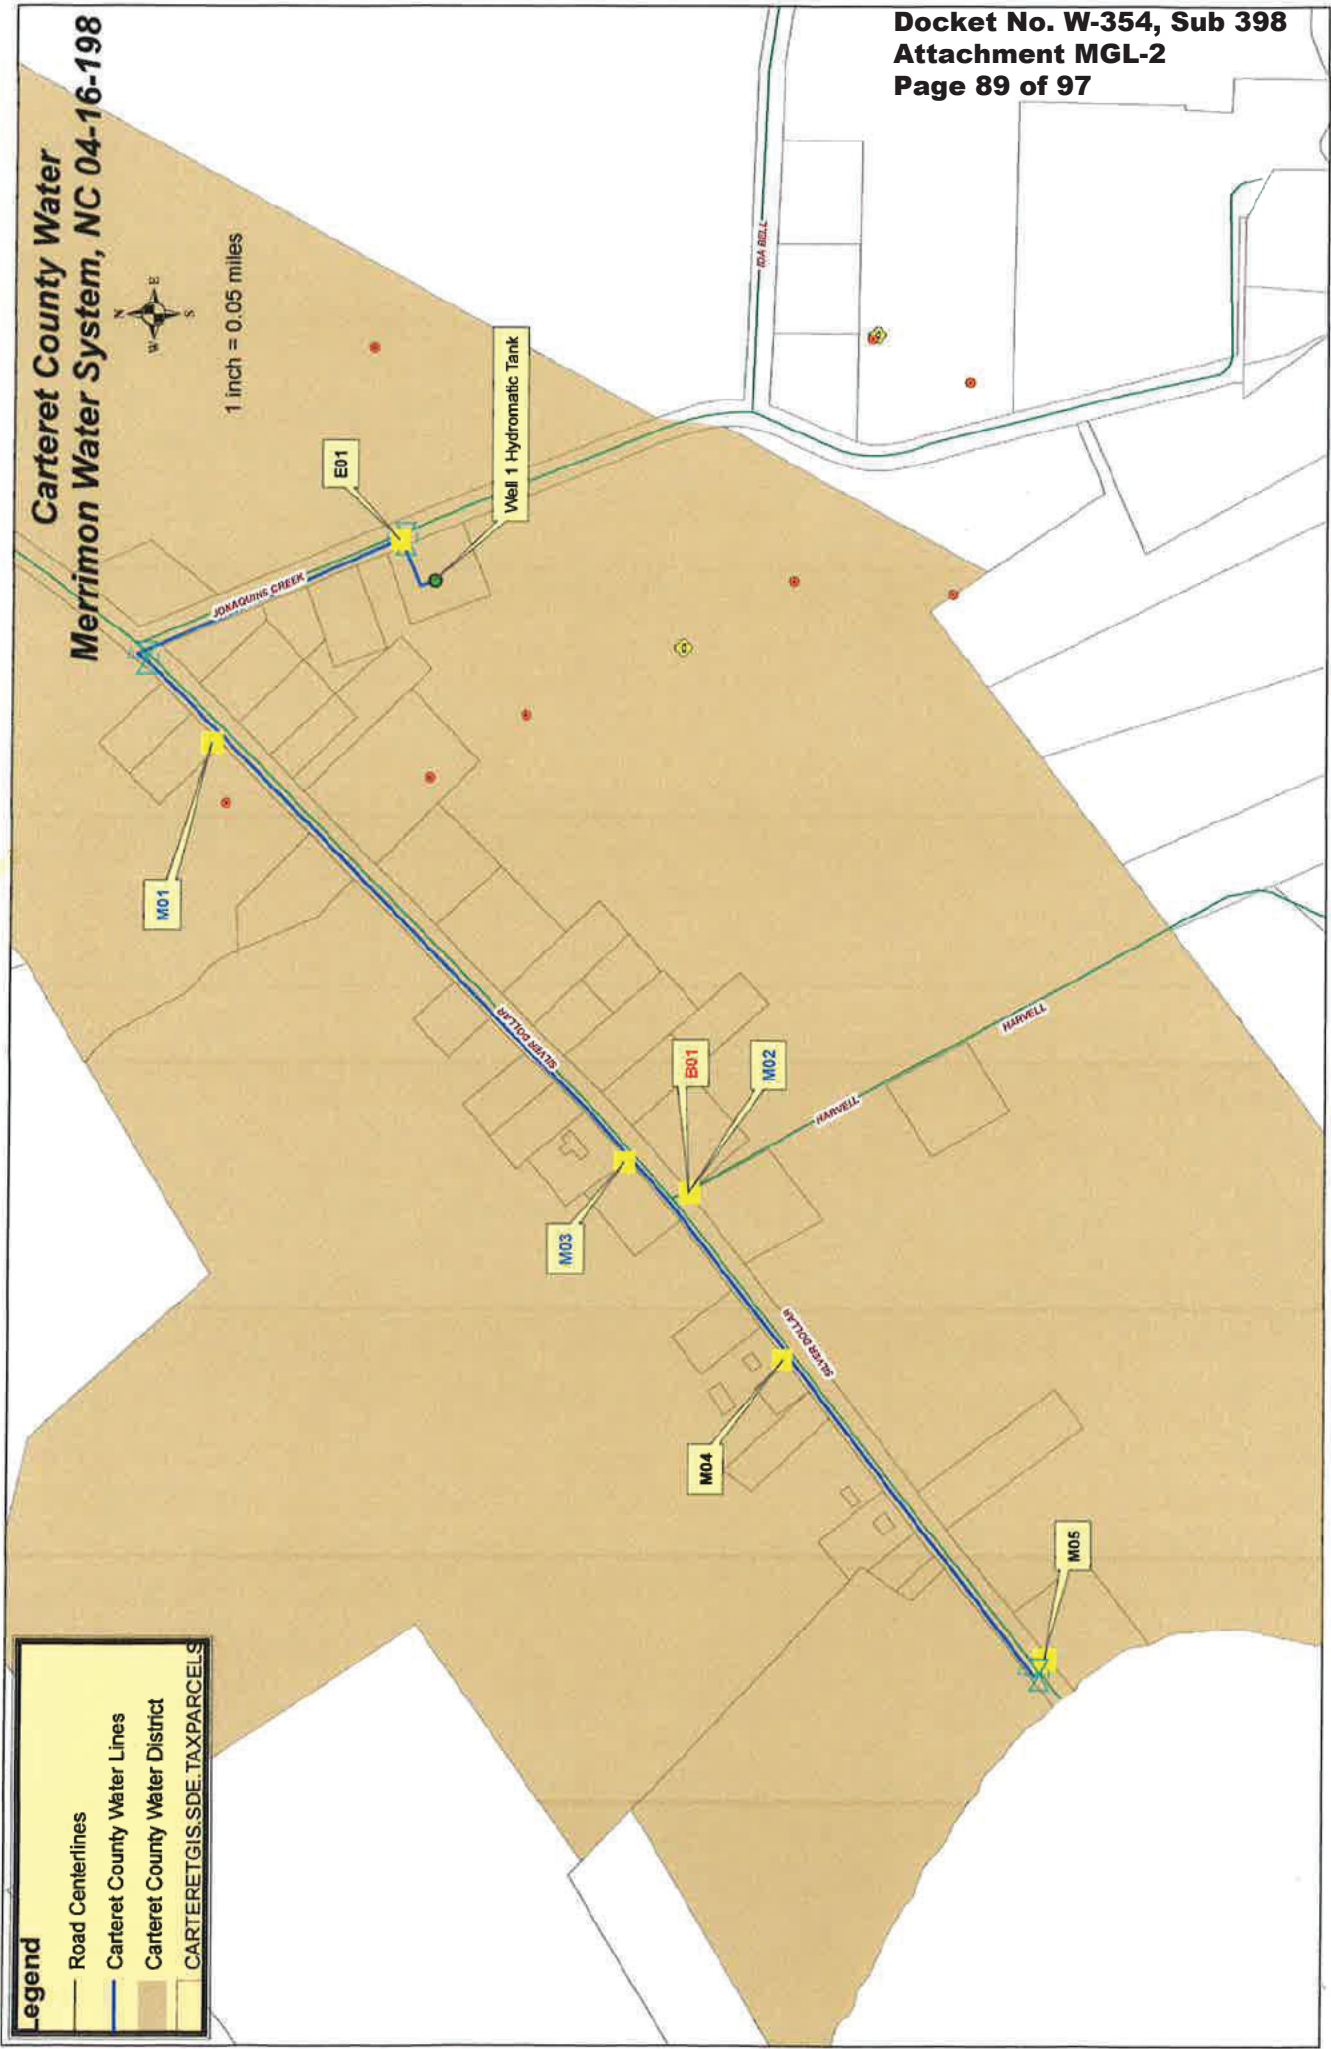 Docket No. W-354, Sub 398
Attachment MGL-2
Page 89 of 97
Carteret County Water
Merrimon Water System, NC 04-16-198
N
W
E
S
1 inch = 0.05 miles
E01
Well 1 Hydromatic Tank
JONAQUINS CREEK
IDA BELL
M01
SILVER DOLLAR
B01
M02
HARVELL
HARVELL
M03
SILVER DOLLAR
M04
M05
Legend
Road Centerlines
Carteret County Water Lines
Carteret County Water District
CARTERETGIS.SDE.TAXPARCELS